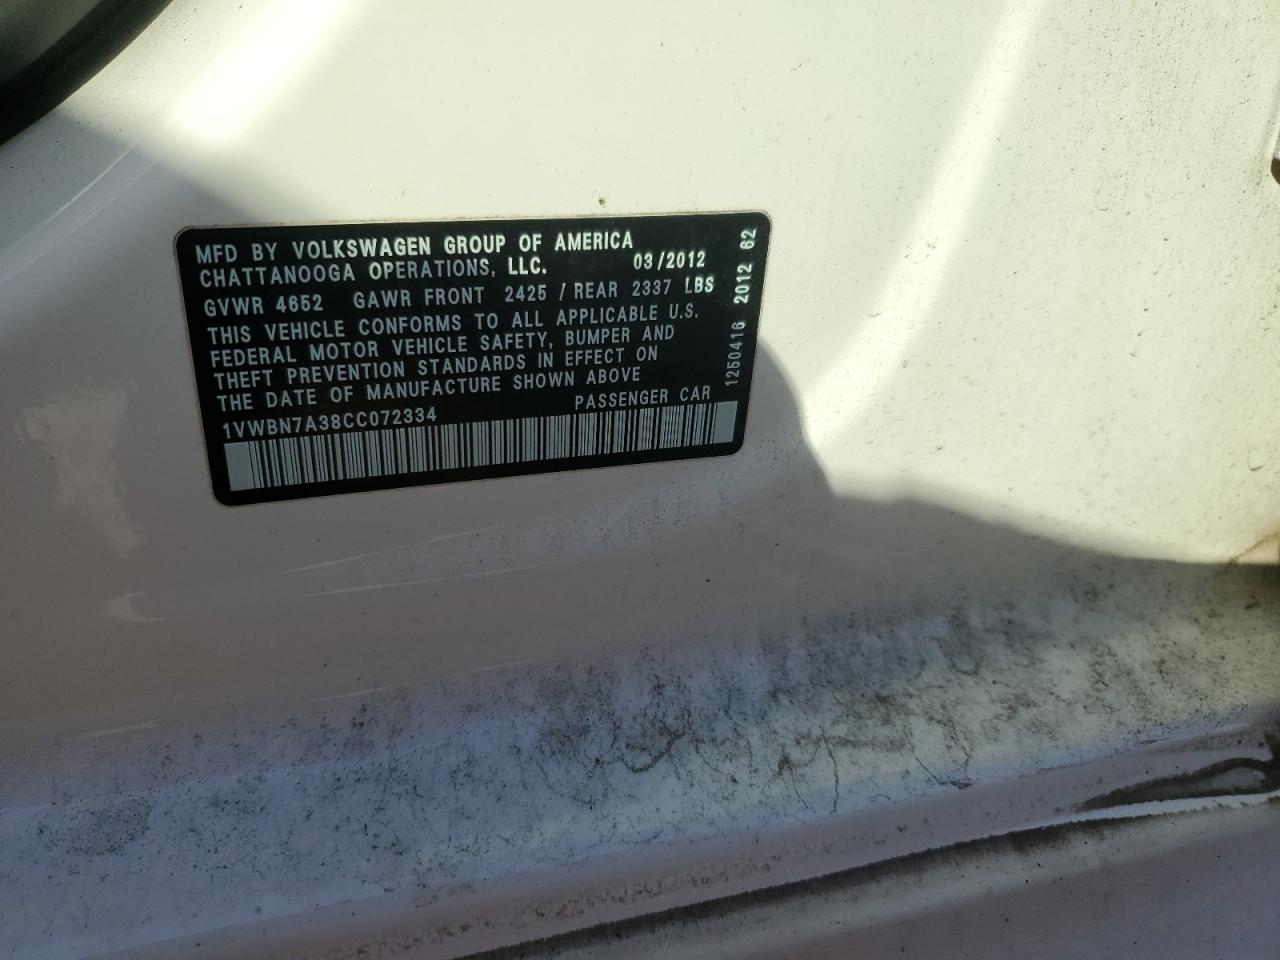 MFD BY VOLKSWAGEN GROUP OF AMERICA
CHATTANOOGA OPERATIONS, LLC. 03/2012
GVWR 4652 GAWR FRONT 2425 / REAR 2337 LBS
THIS VEHICLE CONFORMS TO ALL APPLICABLE U.S.
FEDERAL MOTOR VEHICLE SAFETY, BUMPER AND
THEFT PREVENTION STANDARDS IN EFFECT ON
THE DATE OF MANUFACTURE SHOWN ABOVE
1VWBN7A38CC072334 PASSENGER CAR
1250416 2012 62